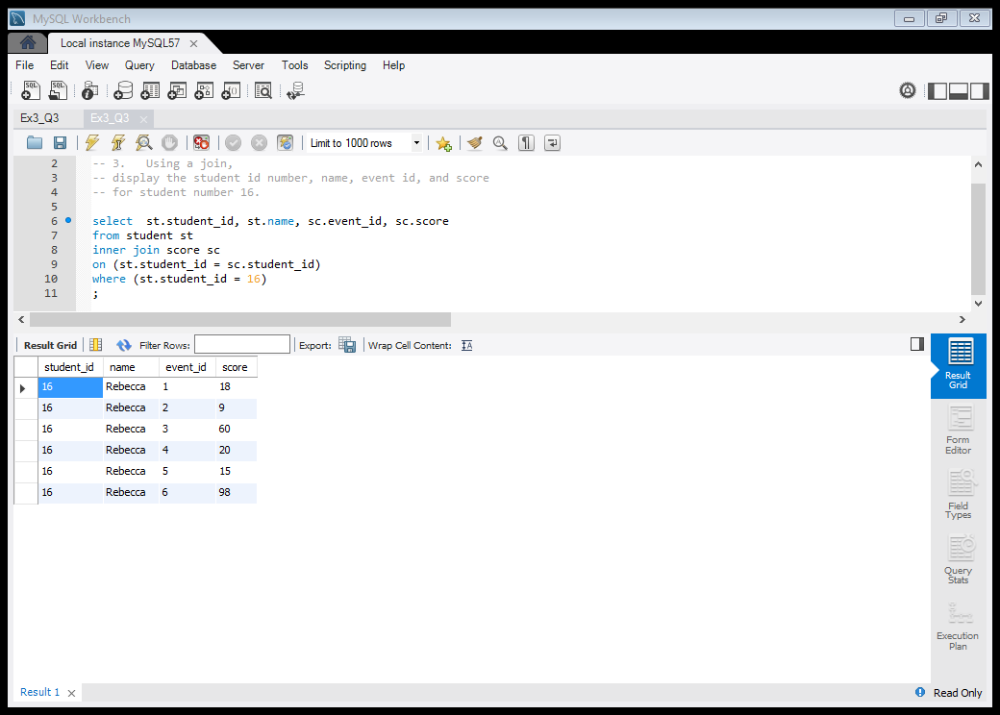 MySQL Workbench
Local instance MySQL57
File Edit View Query Database Server Tools Scripting Help
Ex3_Q3 Ex3_Q3
Limit to 1000 rows
2 -- 3. Using a join,
3 -- display the student id number, name, event id, and score
4 -- for student number 16.
5
6 select st.student_id, st.name, sc.event_id, sc.score
7 from student st
8 inner join score sc
9 on (st.student_id = sc.student_id)
10 where (st.student_id = 16)
11 ;
Result Grid Filter Rows: Export: Wrap Cell Content:
student_id name event_id score
16 Rebecca 1 18
16 Rebecca 2 9
16 Rebecca 3 60
16 Rebecca 4 20
16 Rebecca 5 15
16 Rebecca 6 98
Result
Grid
Form
Editor
Field
Types
Query
Stats
Execution
Plan
Result 1 Read Only